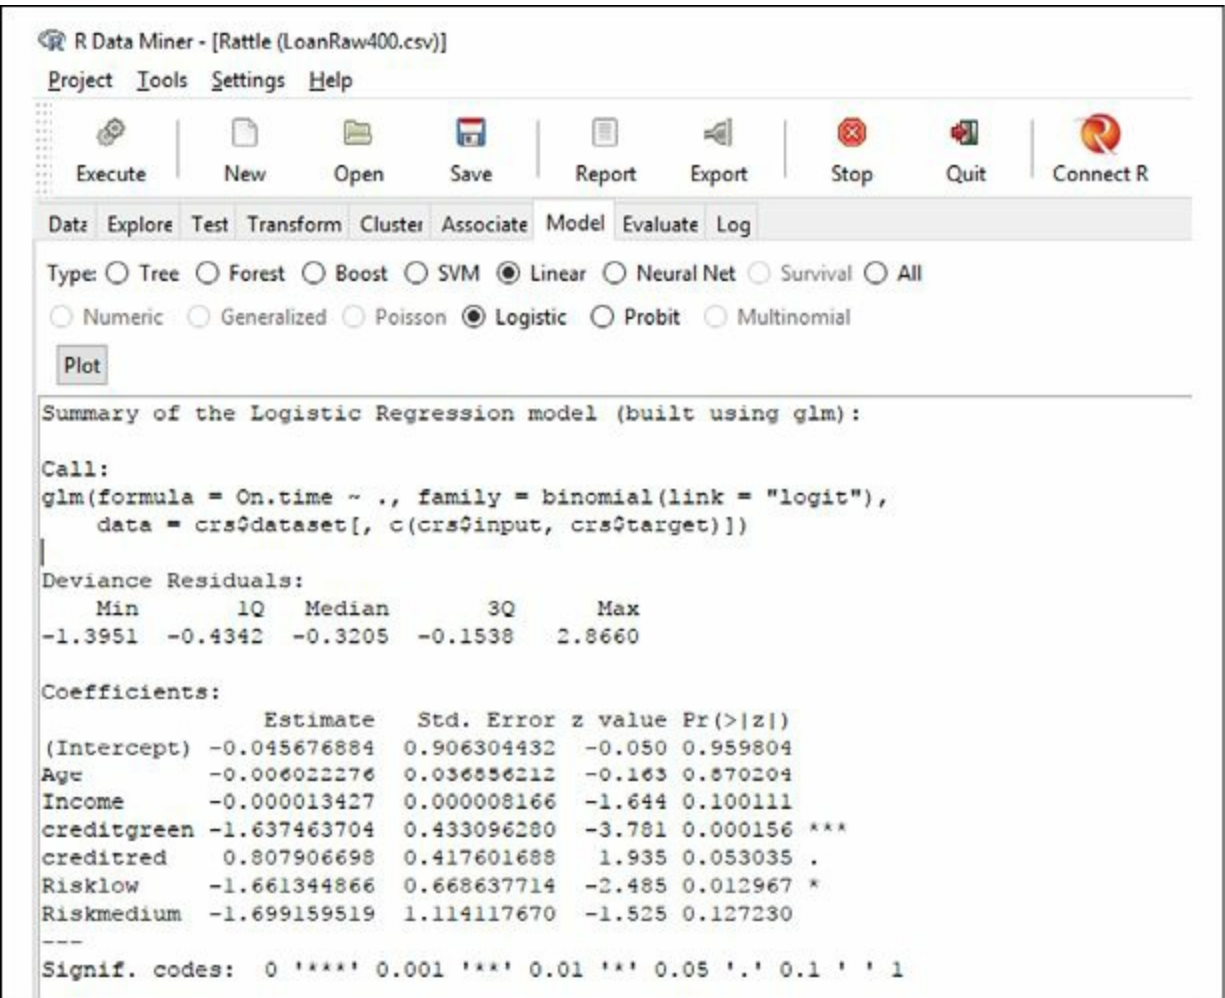 R Data Miner - [Rattle (LoanRaw400.csv)]
Project Tools Settings Help
Execute New Open Save Report Export Stop Quit Connect R
Data Explore Test Transform Cluster Associate Model Evaluate Log
Type: Tree Forest Boost SVM Linear Neural Net Survival All
Numeric Generalized Poisson Logistic Probit Multinomial
Plot
Summary of the Logistic Regression model (built using glm):
Call:
glm(formula = On.time ~ ., family = binomial(link = "logit"),
data = crs$dataset[, c(crs$input, crs$target)])
Deviance Residuals:
Min 1Q Median 3Q Max
-1.3951 -0.4342 -0.3205 -0.1538 2.8660
Coefficients:
Estimate Std. Error z value Pr(>|z|)
(Intercept) -0.045676884 0.906304432 -0.050 0.959804
Age -0.006022276 0.036856212 -0.163 0.870204
Income -0.000013427 0.000008166 -1.644 0.100111
creditgreen -1.637463704 0.433096280 -3.781 0.000156 ***
creditred 0.807906698 0.417601688 1.935 0.053035 .
Risklow -1.661344866 0.668637714 -2.485 0.012967 *
Riskmedium -1.699159519 1.114117670 -1.525 0.127230
---
Signif. codes: 0 '***' 0.001 '**' 0.01 '*' 0.05 '.' 0.1 ' ' 1